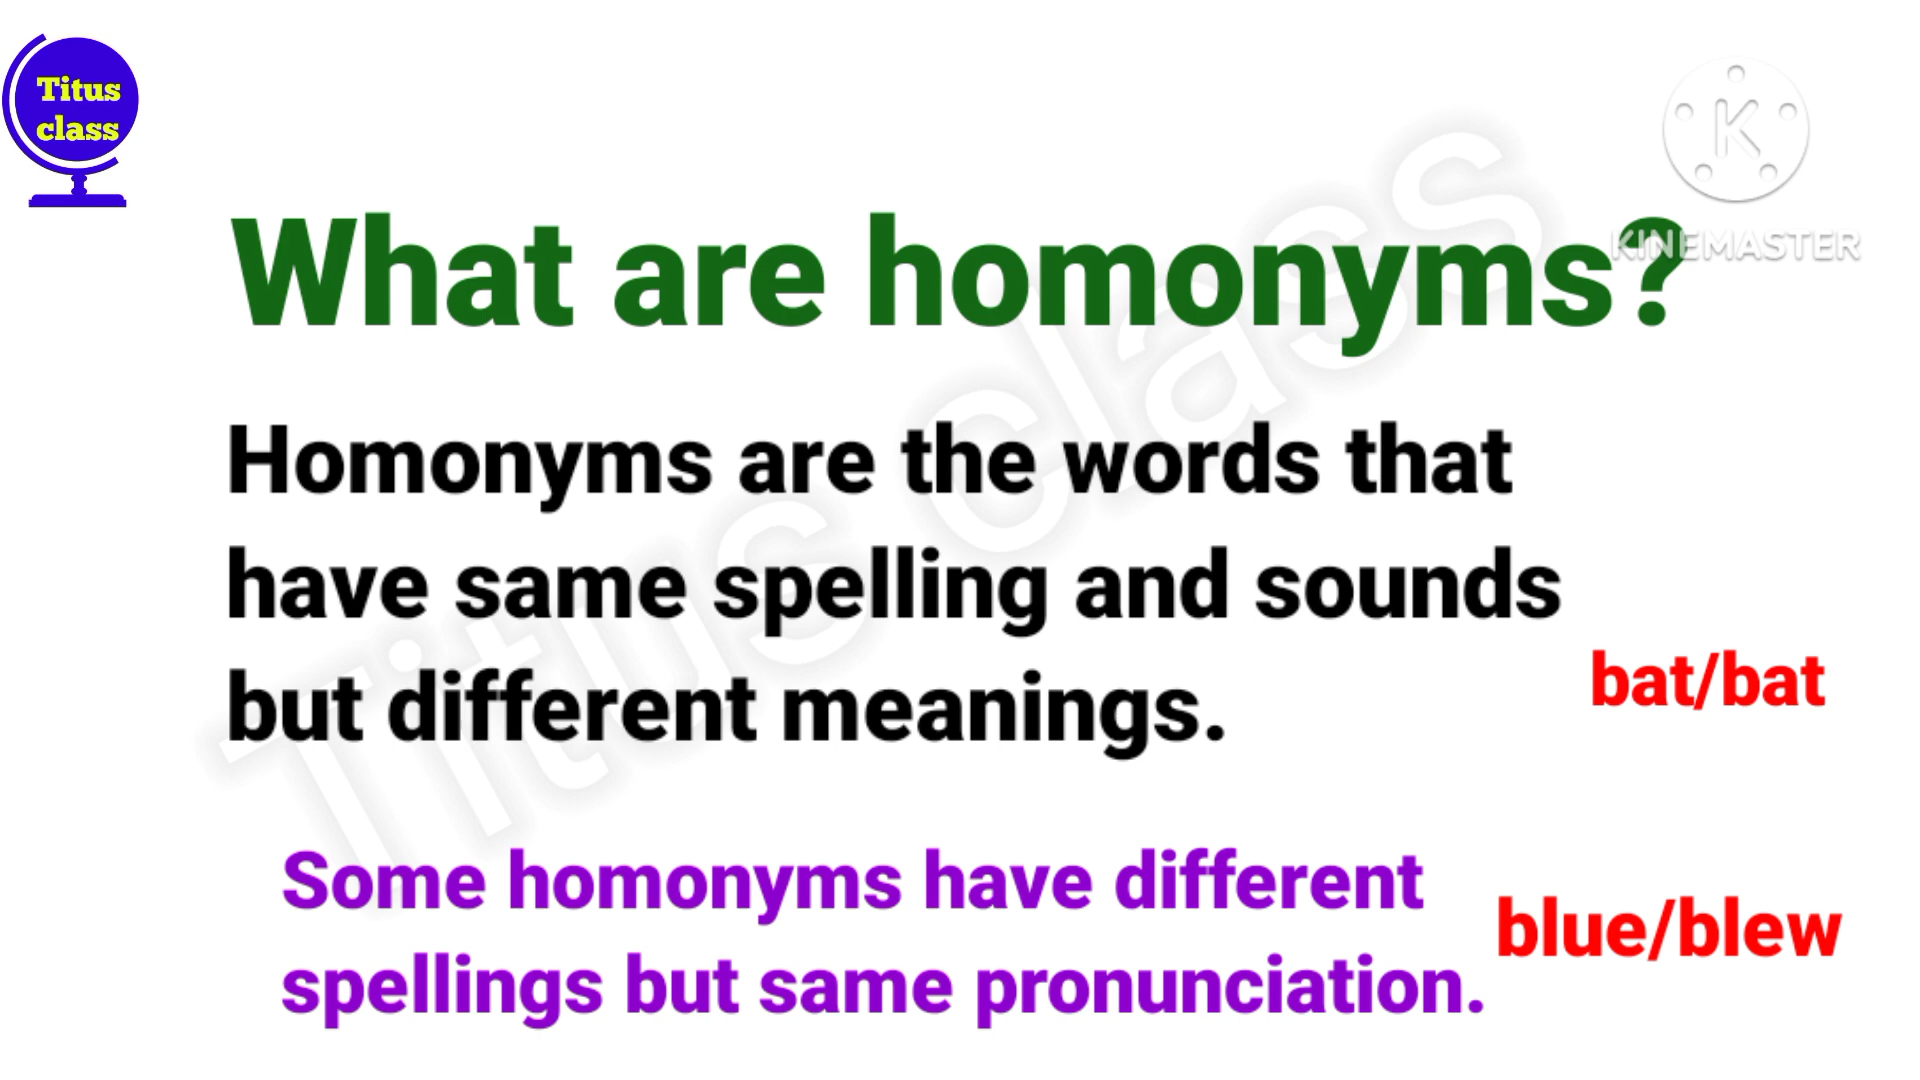 Titus
class
K
KINEMASTER
What are homonyms?
Titus class
Homonyms are the words that
have same spelling and sounds
but different meanings.
bat/bat
Some homonyms have different
spellings but same pronunciation.
blue/blew